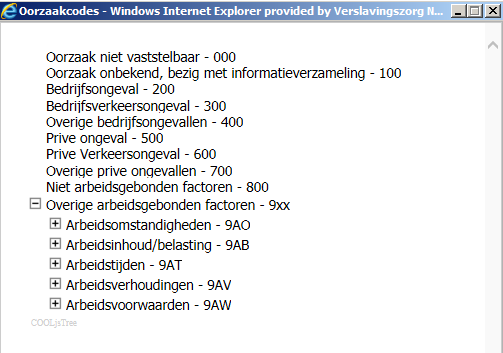 Oorzaakcodes - Windows Internet Explorer provided by Verslavingszorg N...
Oorzaak niet vaststelbaar - 000
Oorzaak onbekend, bezig met informatieverzameling - 100
Bedrijfsongeval - 200
Bedrijfsverkeersongeval - 300
Overige bedrijfsongevallen - 400
Prive ongeval - 500
Prive Verkeersongeval - 600
Overige prive ongevallen - 700
Niet arbeidsgebonden factoren - 800
Overige arbeidsgebonden factoren - 9xx
Arbeidsomstandigheden - 9AO
Arbeidsinhoud/belasting - 9AB
Arbeidstijden - 9AT
Arbeidsverhoudingen - 9AV
Arbeidsvoorwaarden - 9AW
COOLjsTree